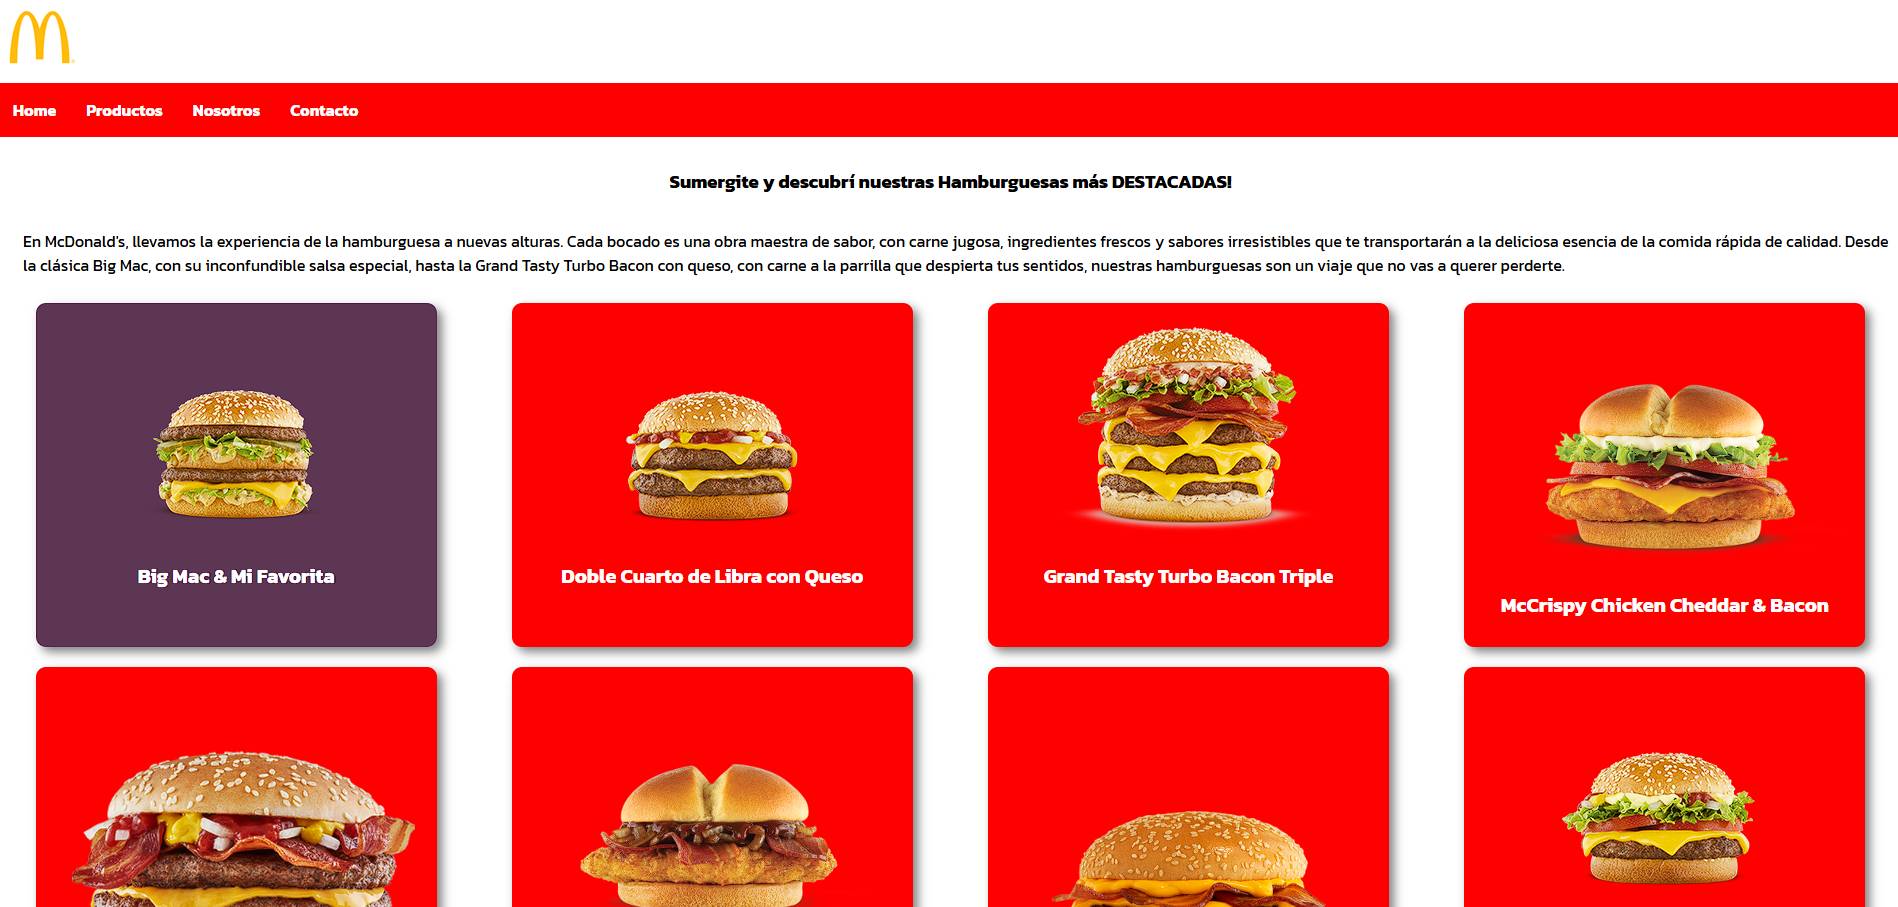 Home Productos Nosotros Contacto
Sumergite y descubrí nuestras Hamburguesas más DESTACADAS!
En McDonald's, llevamos la experiencia de la hamburguesa a nuevas alturas. Cada bocado es una obra maestra de sabor, con carne jugosa, ingredientes frescos y sabores irresistibles que te transportarán a la deliciosa esencia de la comida rápida de calidad. Desde
la clásica Big Mac, con su inconfundible salsa especial, hasta la Grand Tasty Turbo Bacon con queso, con carne a la parrilla que despierta tus sentidos, nuestras hamburguesas son un viaje que no vas a querer perderte.
Big Mac & Mi Favorita
Doble Cuarto de Libra con Queso
Grand Tasty Turbo Bacon Triple
McCrispy Chicken Cheddar & Bacon